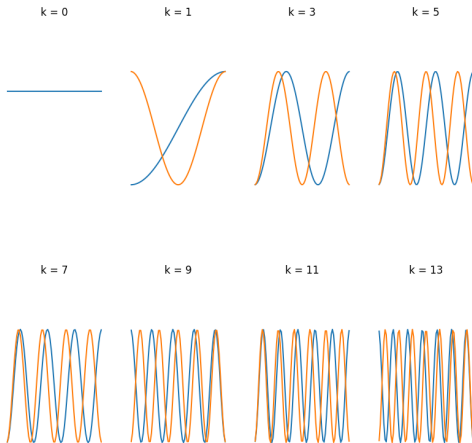 k = 0
k = 1
k = 3
k = 5
k = 7
k = 9
k = 11
k = 13